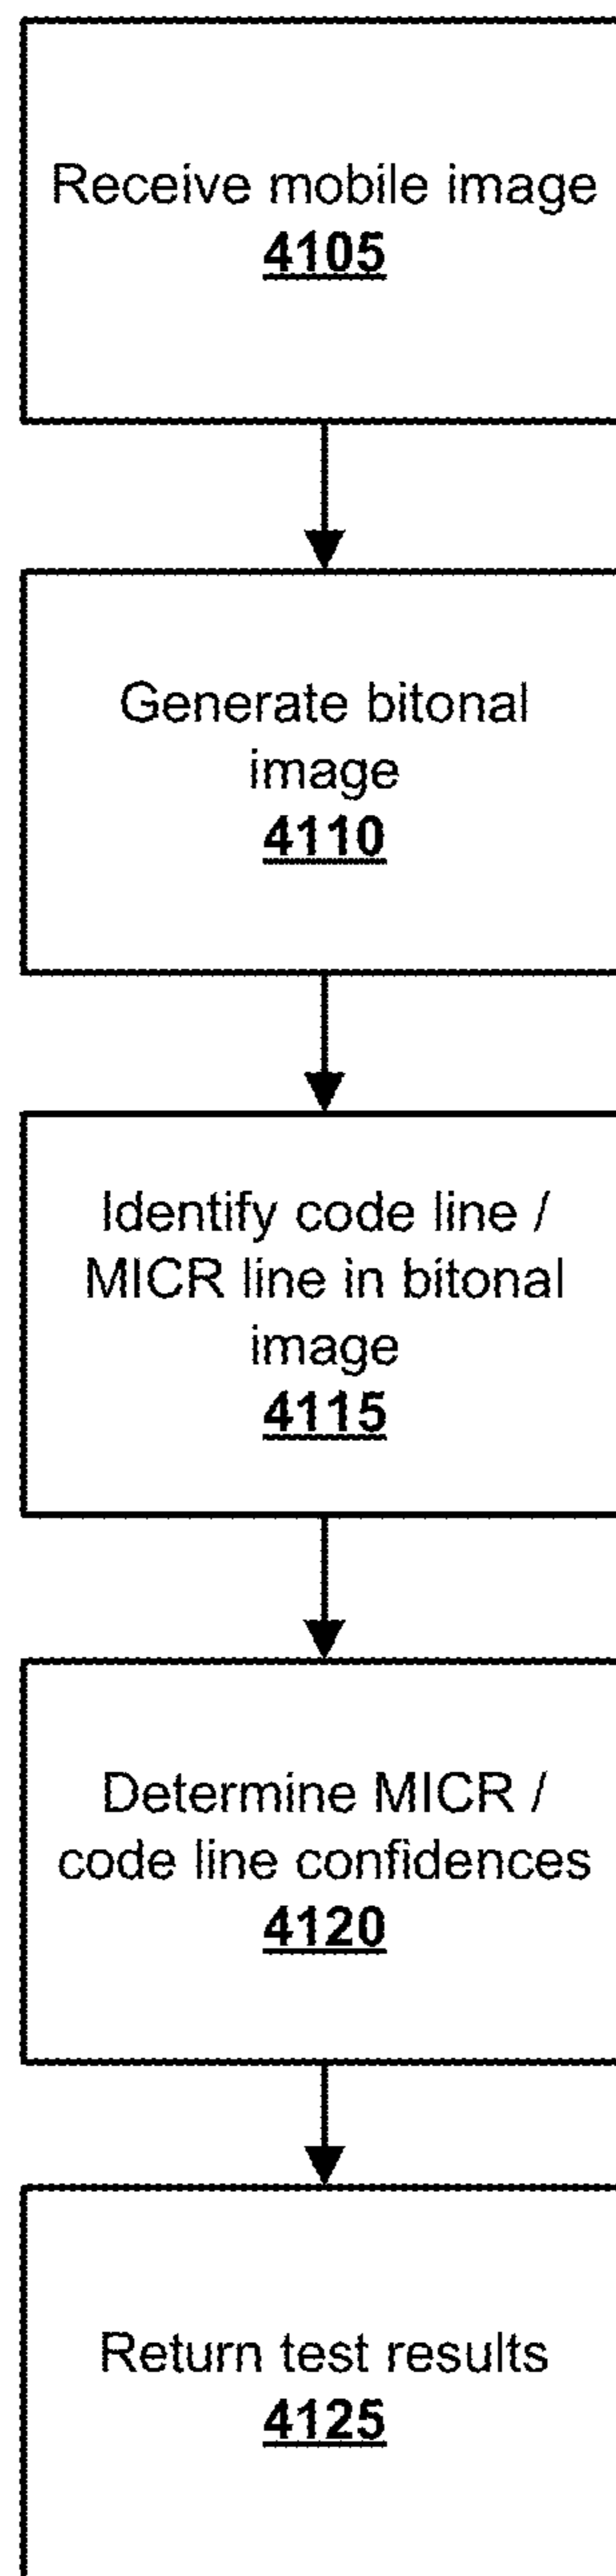 Receive mobile image
4105
Generate bitonal
image
4110
Identify code line /
MICR line in bitonal
image
4115
Determine MICR /
code line confidences
4120
Return test results
4125